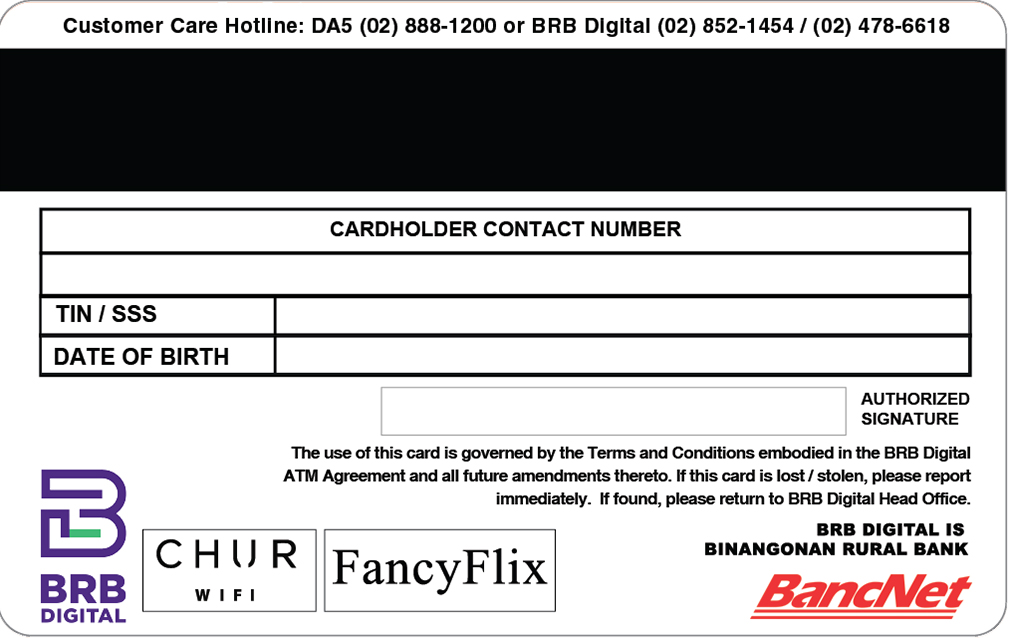 Customer Care Hotline: DA5 (02) 888-1200 or BRB Digital (02) 852-1454 / (02) 478-6618
CARDHOLDER CONTACT NUMBER
TIN / SSS
DATE OF BIRTH
AUTHORIZED
SIGNATURE
The use of this card is governed by the Terms and Conditions embodied in the BRB Digital
ATM Agreement and all future amendments thereto. If this card is lost / stolen, please report
immediately. If found, please return to BRB Digital Head Office.
BRB
DIGITAL
CHUR
WIFI
FancyFlix
BRB DIGITAL IS
BINANGONAN RURAL BANK
BancNet